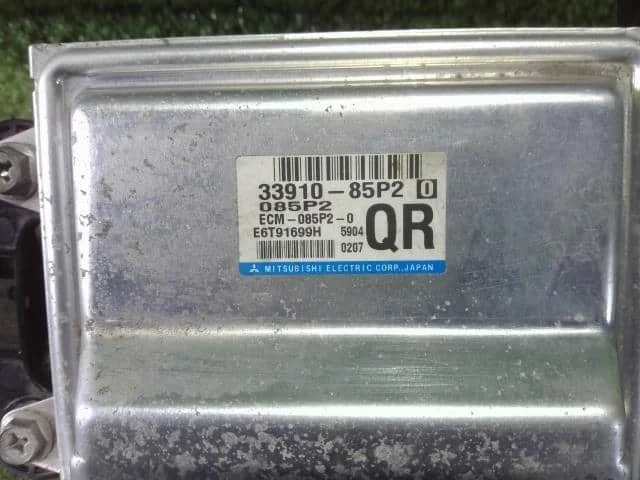 33910-85P2 0
085P2
ECM-085P2-0
E6T91699H 5904
0207 QR
MITSUBISHI ELECTRIC CORP., JAPAN